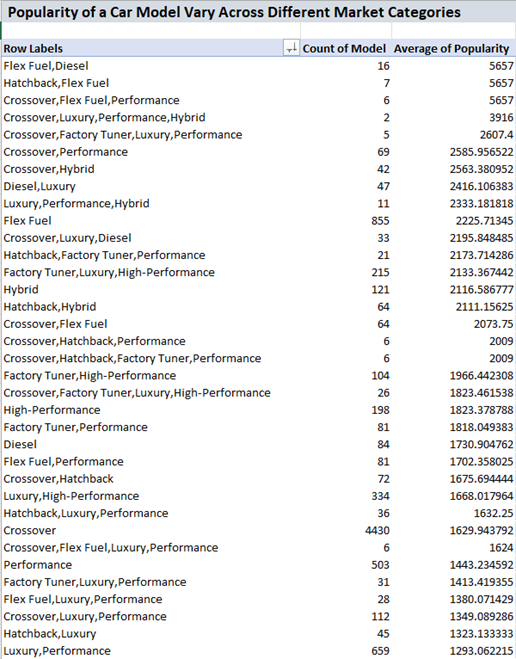 Popularity of a Car Model Vary Across Different Market Categories
Row Labels Count of Model Average of Popularity
Flex Fuel,Diesel 16 5657
Hatchback,Flex Fuel 7 5657
Crossover,Flex Fuel,Performance 6 5657
Crossover,Luxury,Performance,Hybrid 2 3916
Crossover,Factory Tuner,Luxury,Performance 5 2607.4
Crossover,Performance 69 2585.956522
Crossover,Hybrid 42 2563.380952
Diesel,Luxury 47 2416.106383
Luxury,Performance,Hybrid 11 2333.181818
Flex Fuel 855 2225.71345
Crossover,Luxury,Diesel 33 2195.848485
Hatchback,Factory Tuner,Performance 21 2173.714286
Factory Tuner,Luxury,High-Performance 215 2133.367442
Hybrid 121 2116.586777
Hatchback,Hybrid 64 2111.15625
Crossover,Flex Fuel 64 2073.75
Crossover,Hatchback,Performance 6 2009
Crossover,Hatchback,Factory Tuner,Performance 6 2009
Factory Tuner,High-Performance 104 1966.442308
Crossover,Factory Tuner,Luxury,High-Performance 26 1823.461538
High-Performance 198 1823.378788
Factory Tuner,Performance 81 1818.049383
Diesel 84 1730.904762
Flex Fuel,Performance 81 1702.358025
Crossover,Hatchback 72 1675.694444
Luxury,High-Performance 334 1668.017964
Hatchback,Luxury,Performance 36 1632.25
Crossover 4430 1629.943792
Crossover,Flex Fuel,Luxury,Performance 6 1624
Performance 503 1443.234592
Factory Tuner,Luxury,Performance 31 1413.419355
Flex Fuel,Luxury,Performance 28 1380.071429
Crossover,Luxury,Performance 112 1349.089286
Hatchback,Luxury 45 1323.133333
Luxury,Performance 659 1293.062215